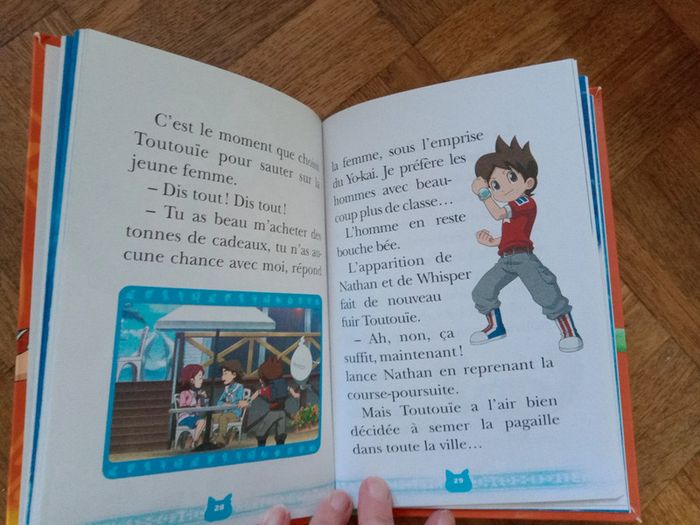 C'est le moment que choisit
Toutouïe pour sauter sur la
jeune femme.
– Dis tout ! Dis tout !
– Tu as beau m'acheter des
tonnes de cadeaux, tu n'as au-
cune chance avec moi, répond
28
la femme, sous l'emprise
du Yo-kai. Je préfère les
hommes avec beau-
coup plus de classe…
L'homme en reste
bouche bée.
L'apparition de
Nathan et de Whisper
fait de nouveau
fuir Toutouïe.
– Ah, non, ça
suffit, maintenant !
lance Nathan en reprenant la
course-poursuite.
Mais Toutouïe a l'air bien
décidée à semer la pagaille
dans toute la ville…
29